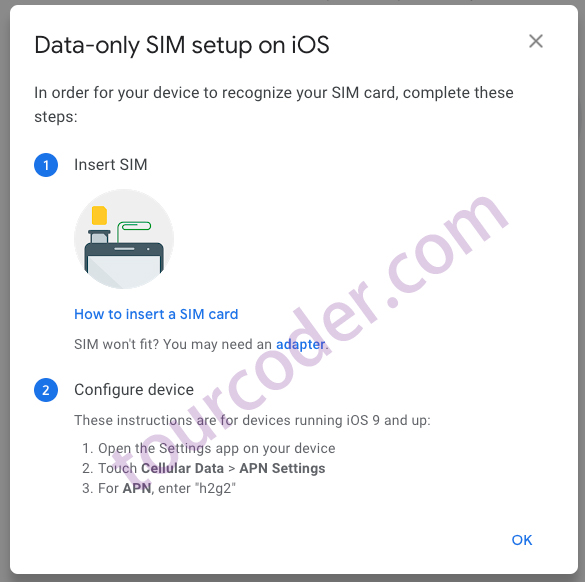 Data-only SIM setup on iOS
In order for your device to recognize your SIM card, complete these
steps:
1 Insert SIM
How to insert a SIM card
SIM won't fit? You may need an adapter.
2 Configure device
These instructions are for devices running iOS 9 and up:
1. Open the Settings app on your device
2. Touch Cellular Data > APN Settings
3. For APN, enter "h2g2"
OK
tourcoder.com